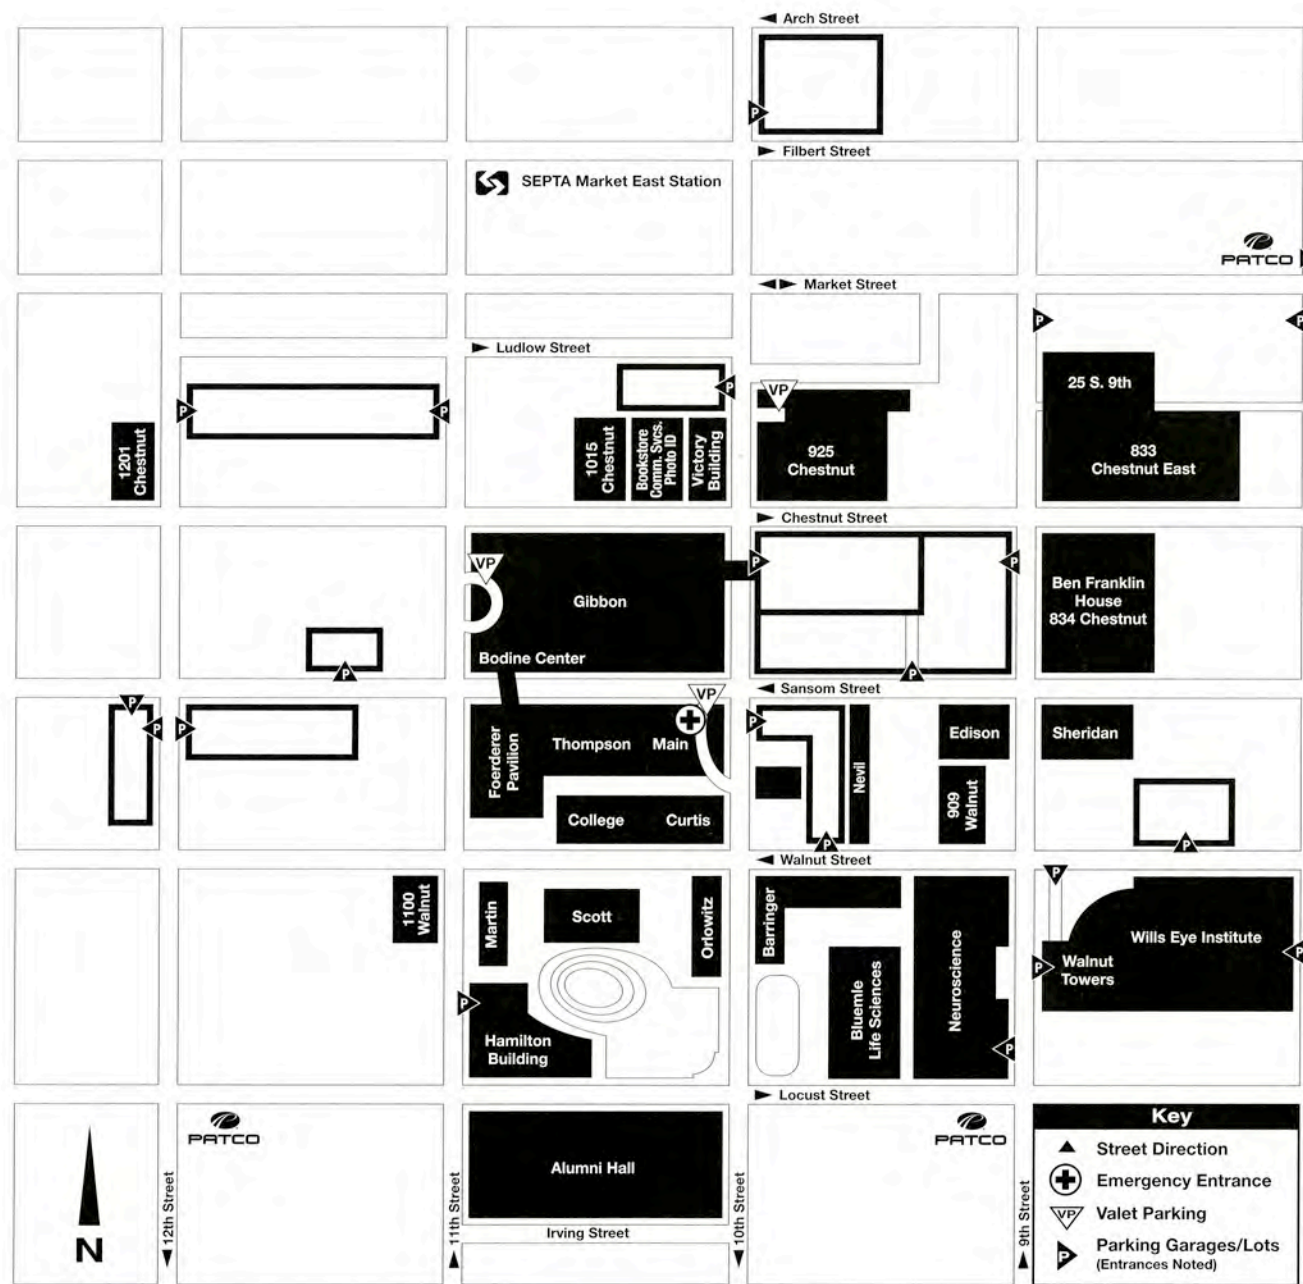 Arch Street
P
Filbert Street
SEPTA Market East Station
PATCO
Market Street
P
P
Ludlow Street
VP
25 S. 9th
P
P
P
1201
Chestnut
1015
Chestnut
Bookstore
Comm. Svcs.
Photo ID
Victory
Building
925
Chestnut
833
Chestnut East
Chestnut Street
VP
P
P
Gibbon
Ben Franklin
House
834 Chestnut
Bodine Center
P
P
Sansom Street
VP
P
P
P
P
Foerderer
Pavilion
Thompson
Main
Nevil
Edison
Sheridan
909
Walnut
College
Curtis
P
P
Walnut Street
P
1100
Walnut
Martin
Scott
Orlowitz
Barringer
Neuroscience
Wills Eye Institute
Walnut
Towers
P
P
P
Bluemle
Life Sciences
Hamilton
Building
P
Locust Street
PATCO
PATCO
Alumni Hall
Irving Street
12th Street
11th Street
10th Street
9th Street
N
Key
Street Direction
Emergency Entrance
VP
Valet Parking
P
Parking Garages/Lots
(Entrances Noted)